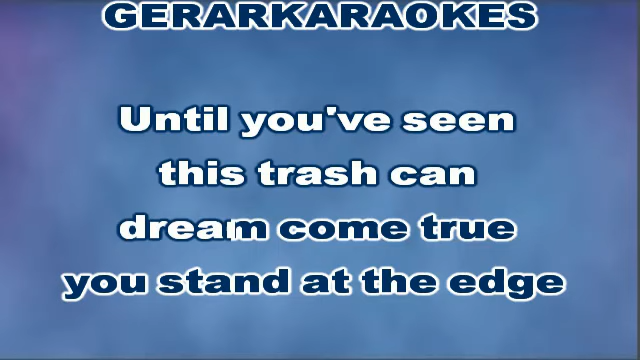 GERARKARAOKES
Until you've seen
this trash can
dream come true
you stand at the edge